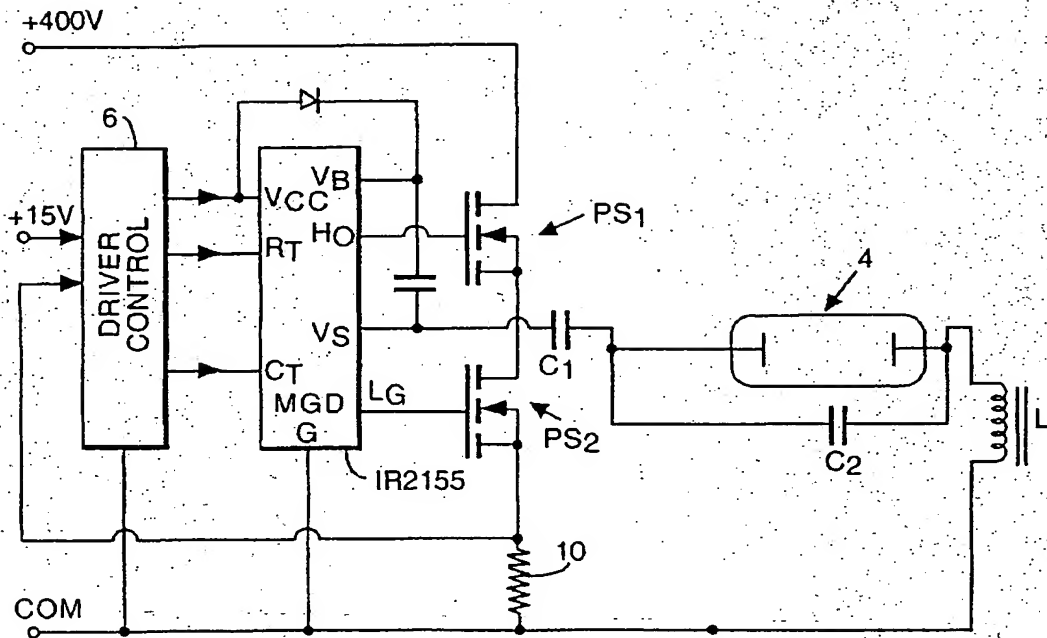 +400V
6
+15V
DRIVER CONTROL
VCC
VB
RT
HO
VS
CT
MGD
G
LG
IR2155
PS1
PS2
C1
4
C2
L
10
COM